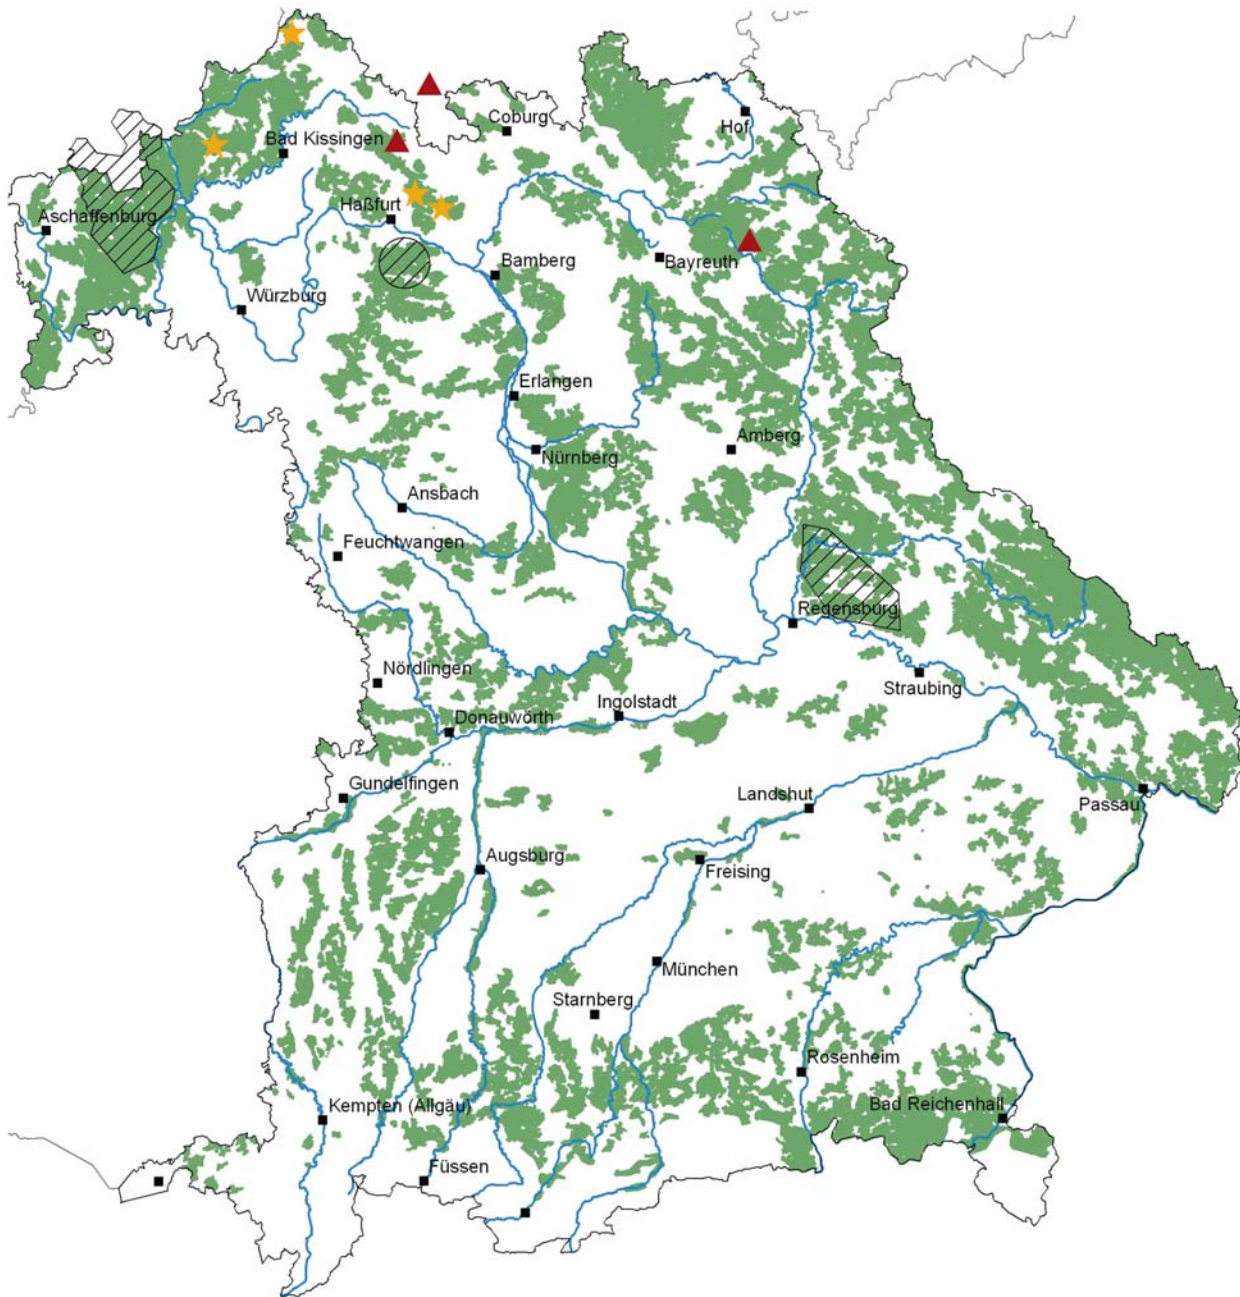 Coburg
Hof
Bad Kissingen
Aschaffenburg
Haßfurt
Bamberg
Bayreuth
Würzburg
Erlangen
Amberg
Nürnberg
Ansbach
Feuchtwangen
Regensburg
Nördlingen
Straubing
Ingolstadt
Donauwörth
Gundelfingen
Landshut
Passau
Augsburg
Freising
München
Starnberg
Rosenheim
Bad Reichenhall
Kempten (Allgäu)
Füssen